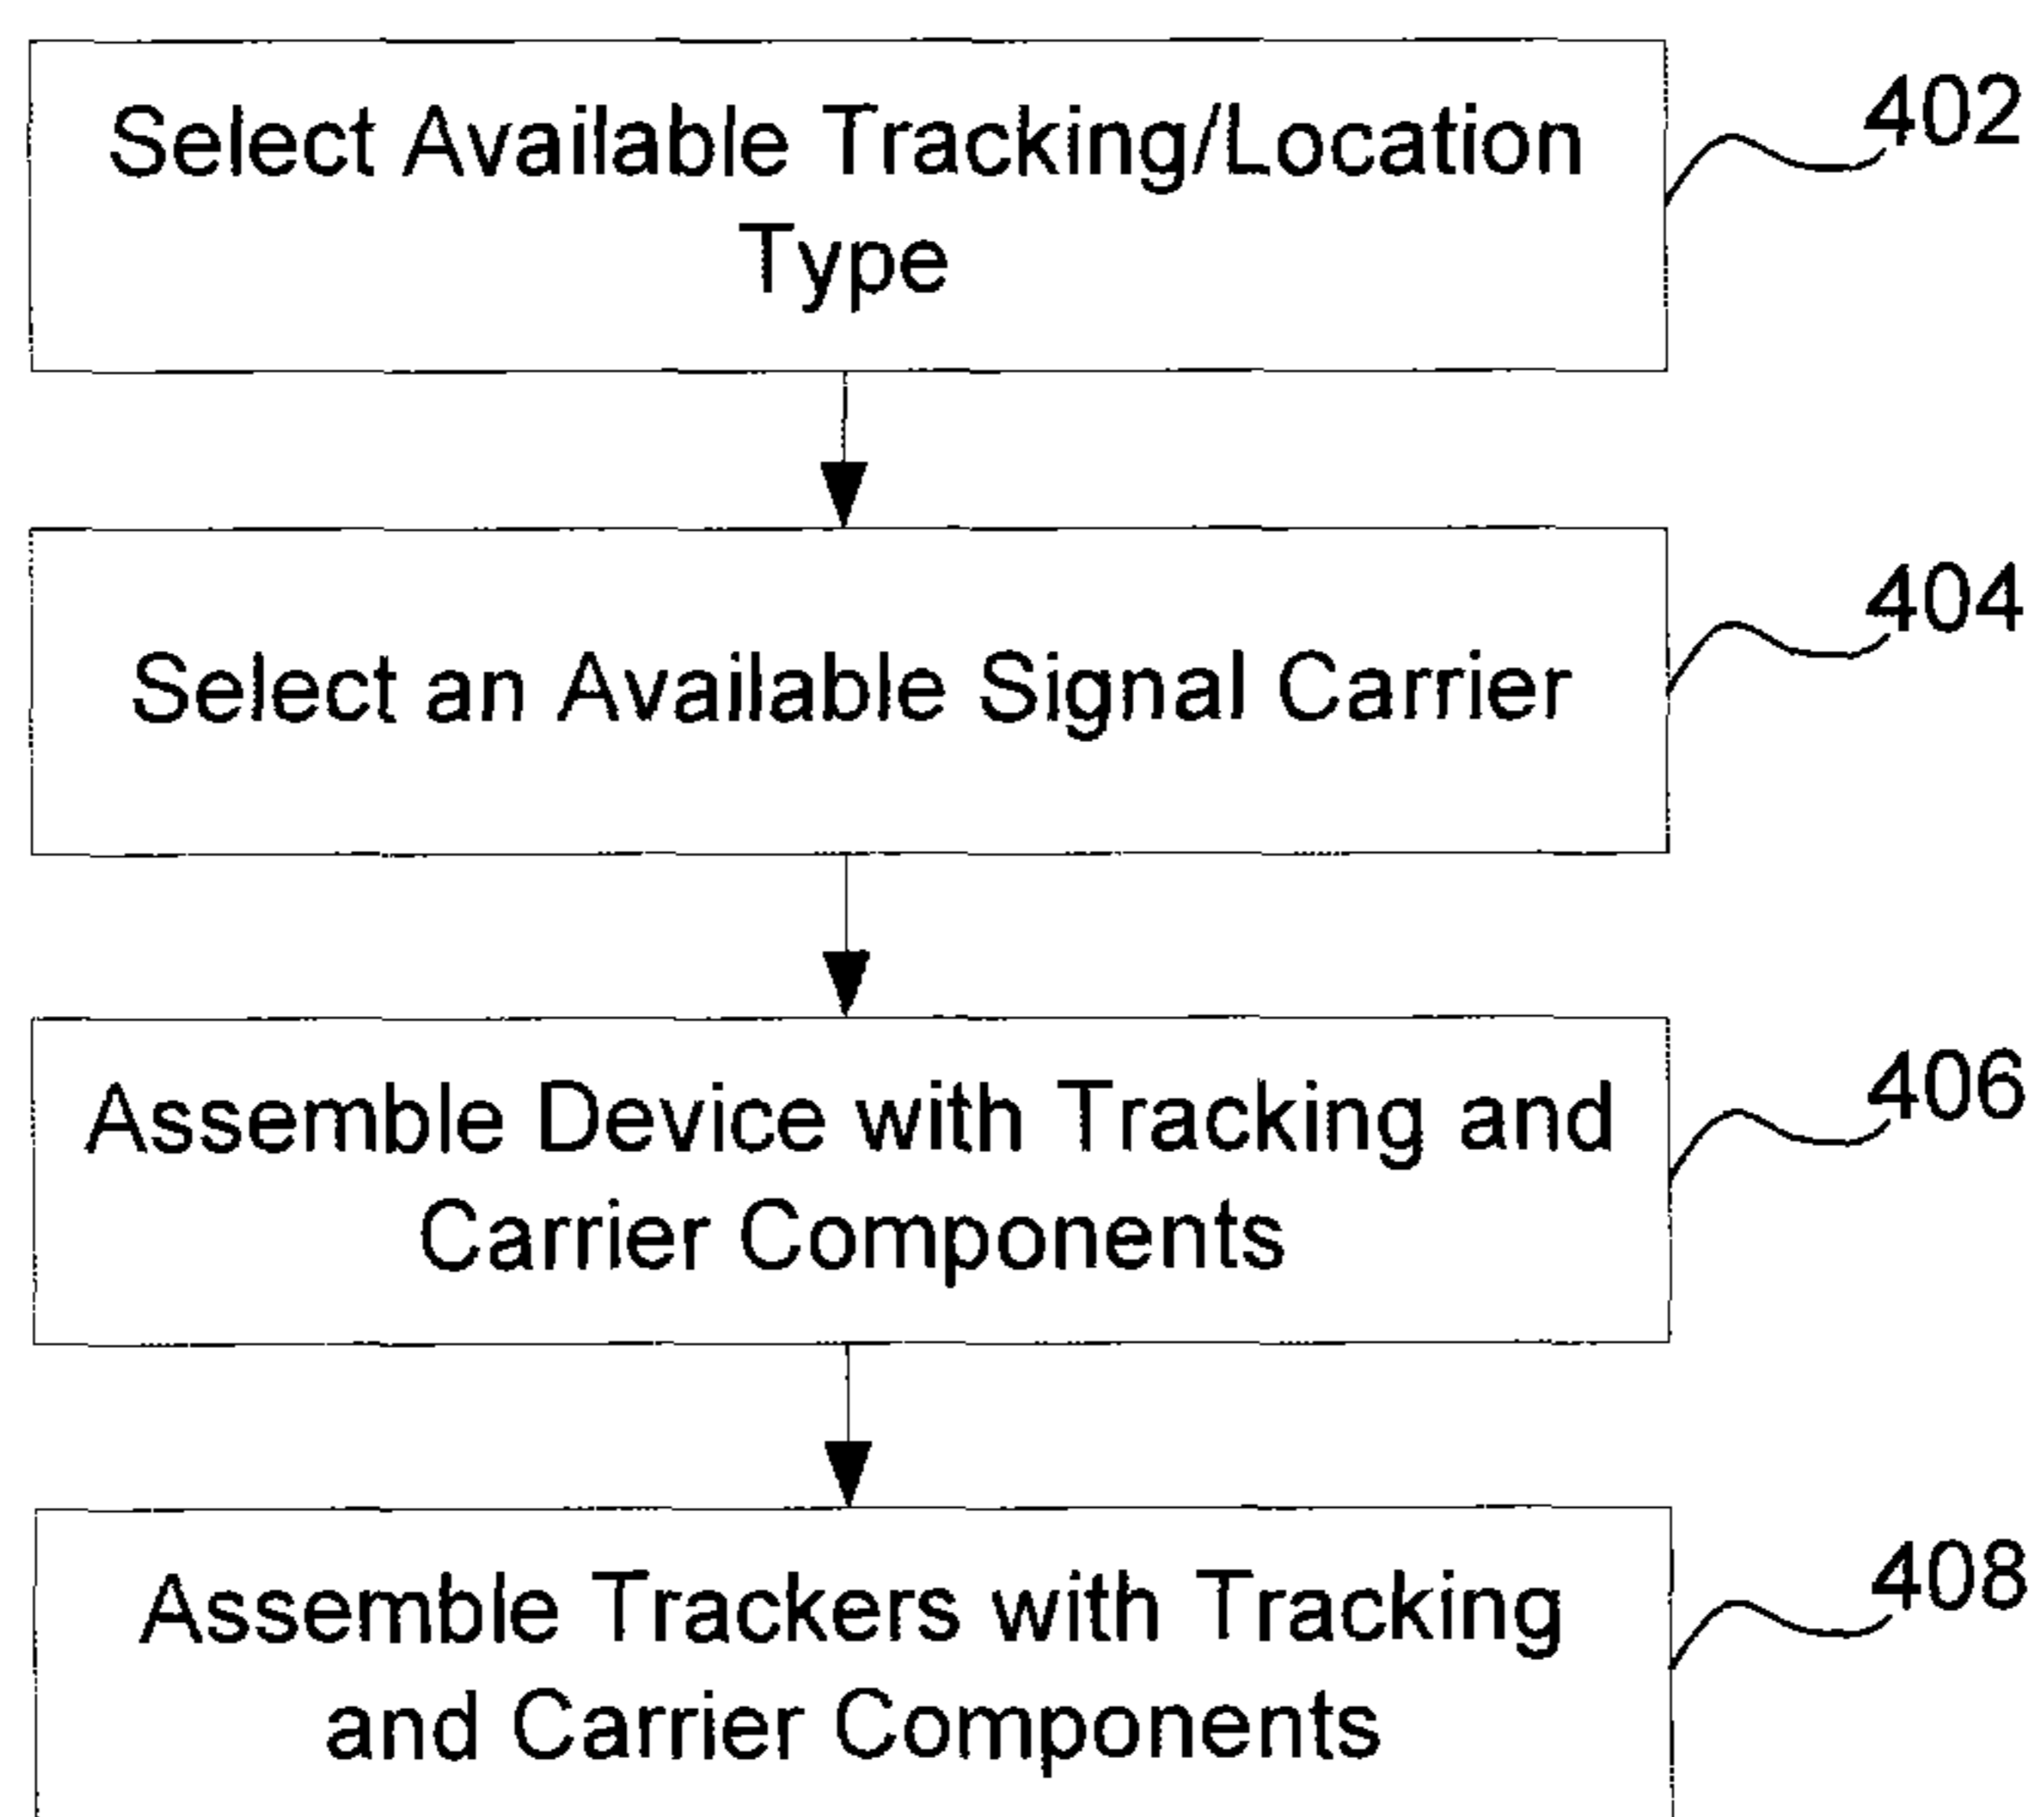 Select Available Tracking/Location
Type
402
Select an Available Signal Carrier
404
Assemble Device with Tracking and
Carrier Components
406
Assemble Trackers with Tracking
and Carrier Components
408